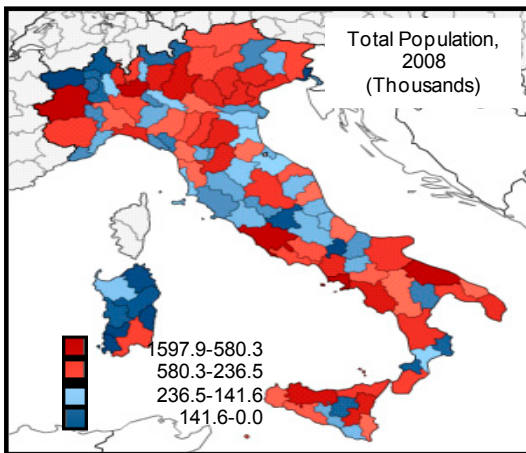 Total Population,
2008
(Thousands)
1597.9-580.3
580.3-236.5
236.5-141.6
141.6-0.0